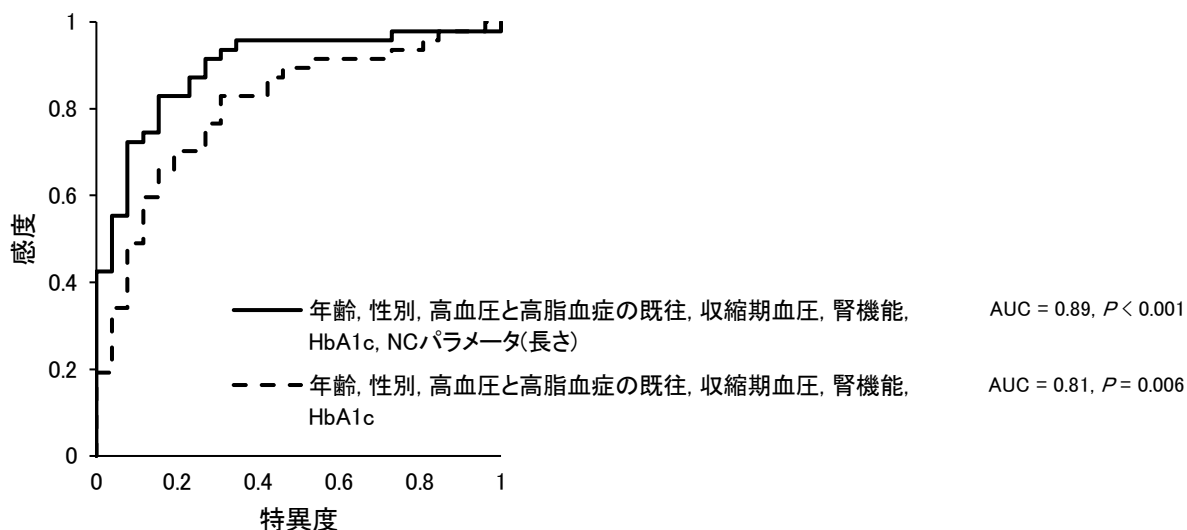 1
0.8
0.6
0.4
0.2
0
感度
年齢, 性別, 高血圧と高脂血症の既往, 収縮期血圧, 腎機能,
HbA1c, NCパラメータ(長さ)
AUC = 0.89, P < 0.001
年齢, 性別, 高血圧と高脂血症の既往, 収縮期血圧, 腎機能,
HbA1c
AUC = 0.81, P = 0.006
0 0.2 0.4 0.6 0.8 1
特異度